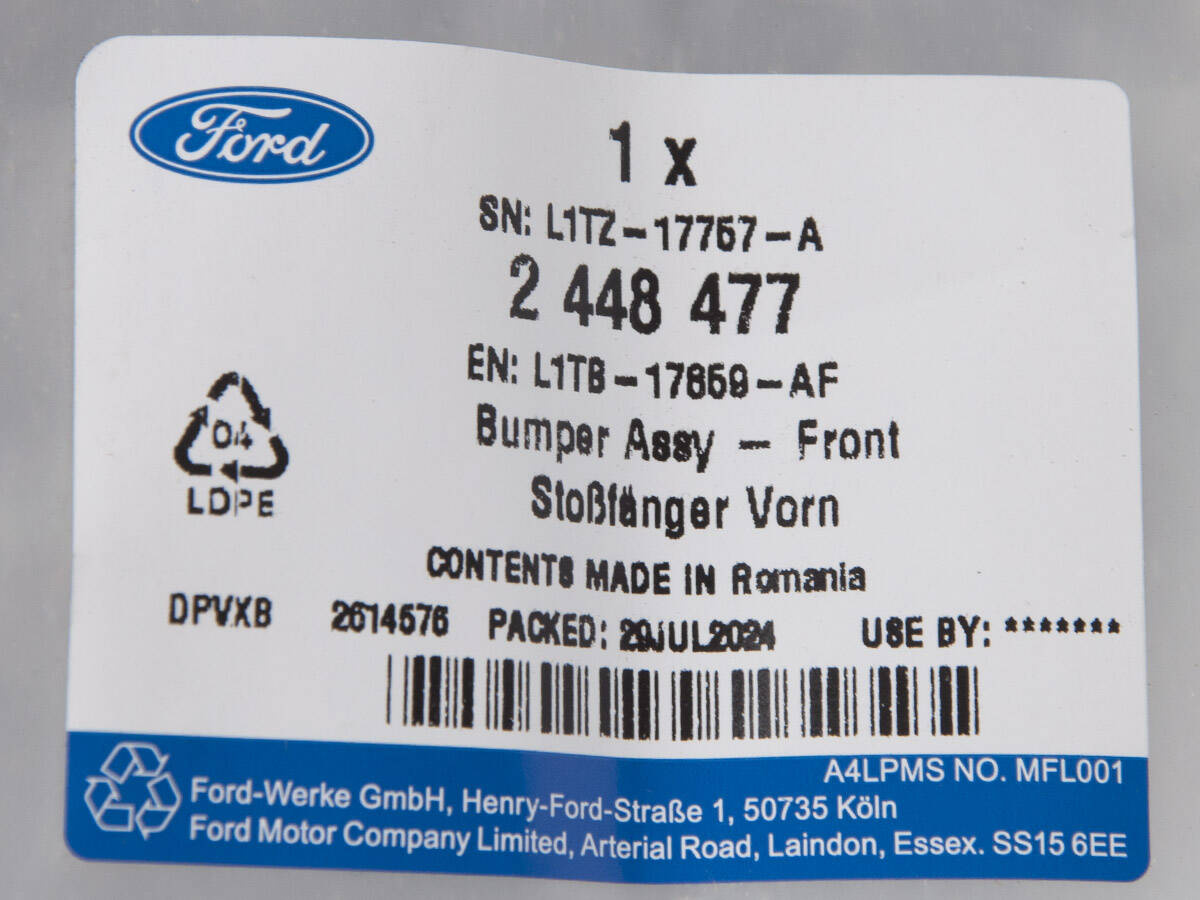 Ford
1 x
SN: L1TZ-17757-A
2 448 477
EN: L1TB-17859-AF
Bumper Assy - Front
Stoßfänger Vorn
04
LDPE
CONTENTS MADE IN Romania
DPVXB 2614576 PACKED: 29JUL2024 USE BY: *******
A4LPMS NO. MFL001
Ford-Werke GmbH, Henry-Ford-Straße 1, 50735 Köln
Ford Motor Company Limited, Arterial Road, Laindon, Essex. SS15 6EE